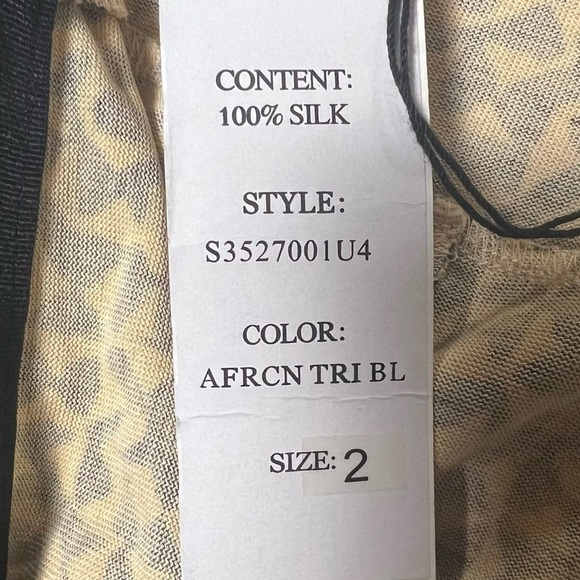 CONTENT:
100% SILK
STYLE:
S3527001U4
COLOR:
AFRCN TRI BL
SIZE: 2